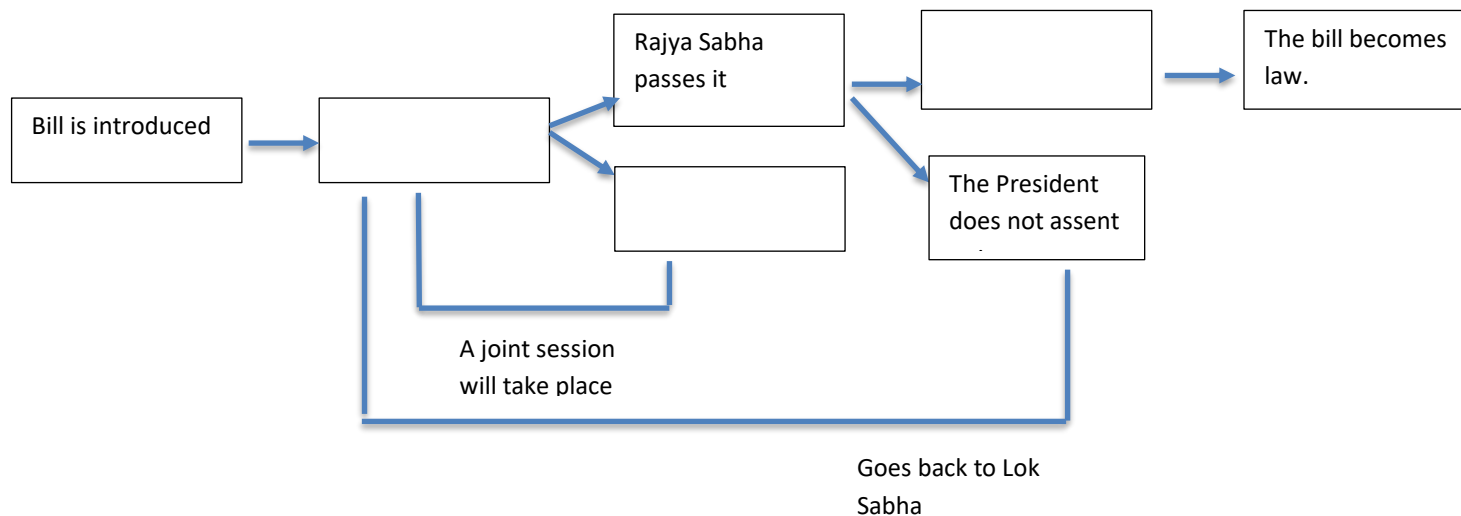 Bill is introduced
Rajya Sabha
passes it
The bill becomes
law.
The President
does not assent
A joint session
will take place
Goes back to Lok
Sabha